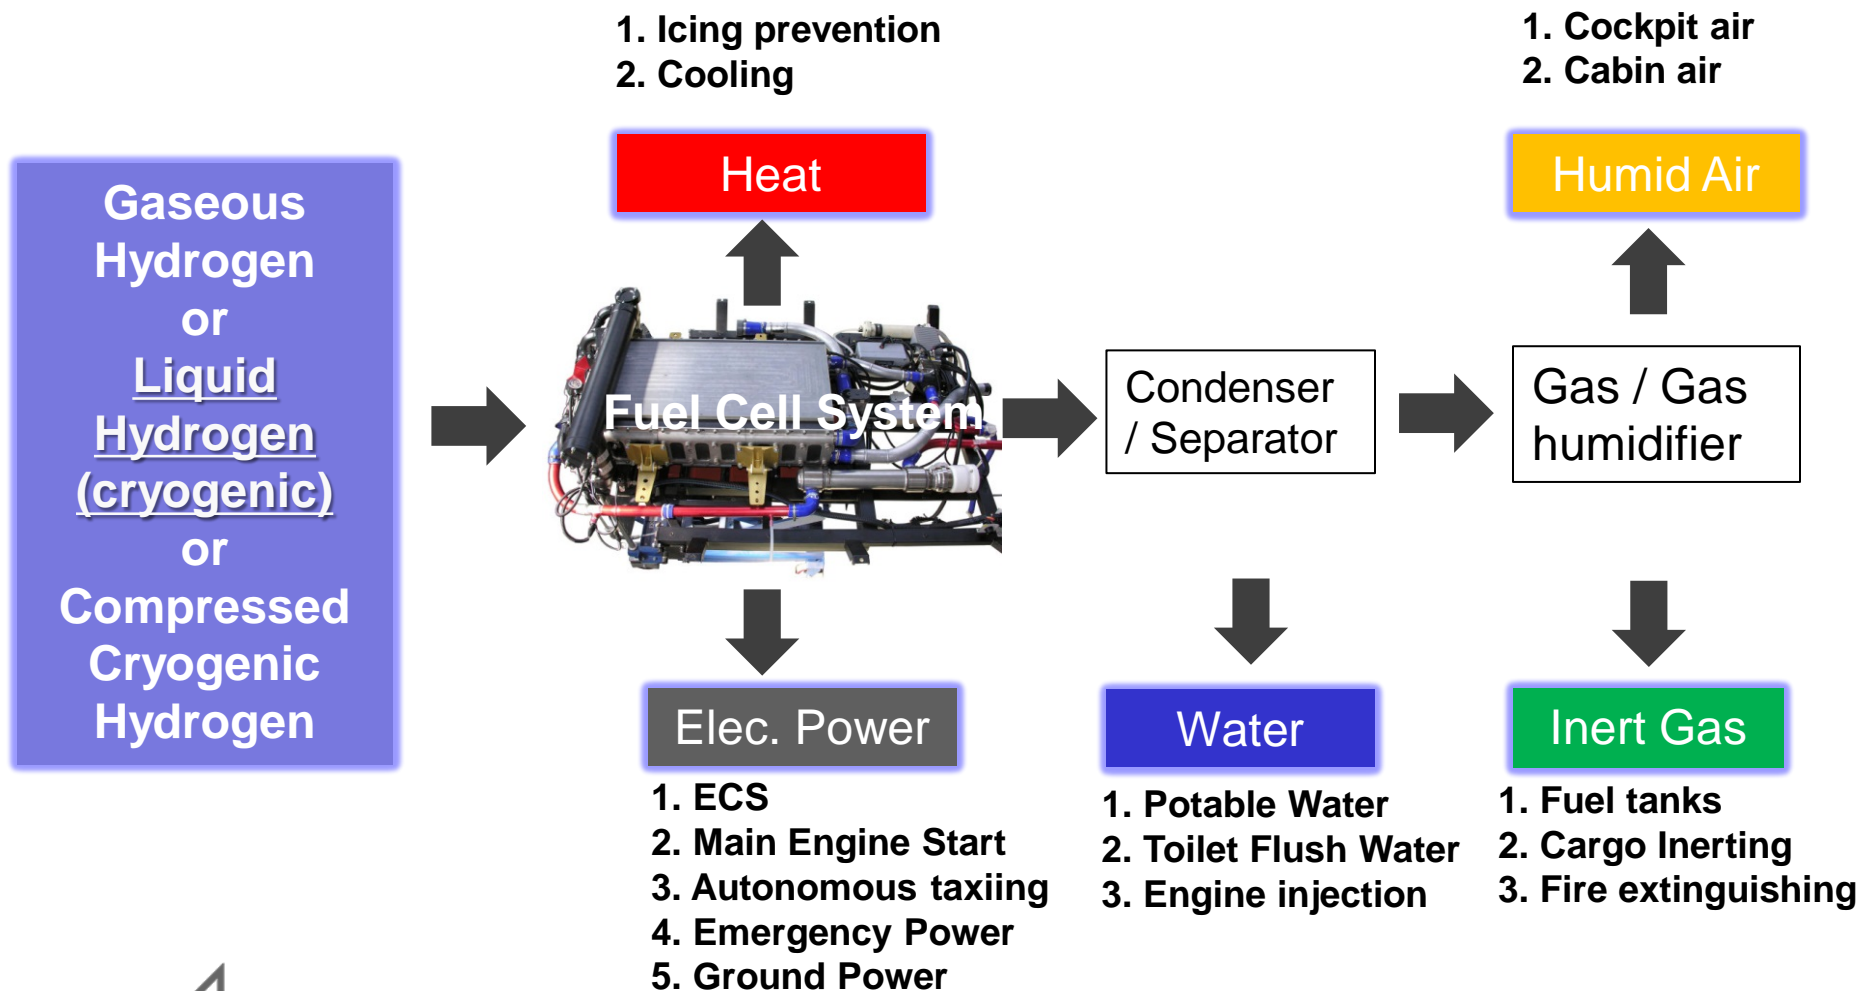 1. Icing prevention
2. Cooling
1. Cockpit air
2. Cabin air
Heat
Humid Air
Gaseous
Hydrogen
or
Liquid
Hydrogen
(cryogenic)
or
Compressed
Cryogenic
Hydrogen
Fuel Cell System
Condenser
/ Separator
Gas / Gas
humidifier
Elec. Power
1. ECS
2. Main Engine Start
3. Autonomous taxiing
4. Emergency Power
5. Ground Power
Water
1. Potable Water
2. Toilet Flush Water
3. Engine injection
Inert Gas
1. Fuel tanks
2. Cargo Inerting
3. Fire extinguishing